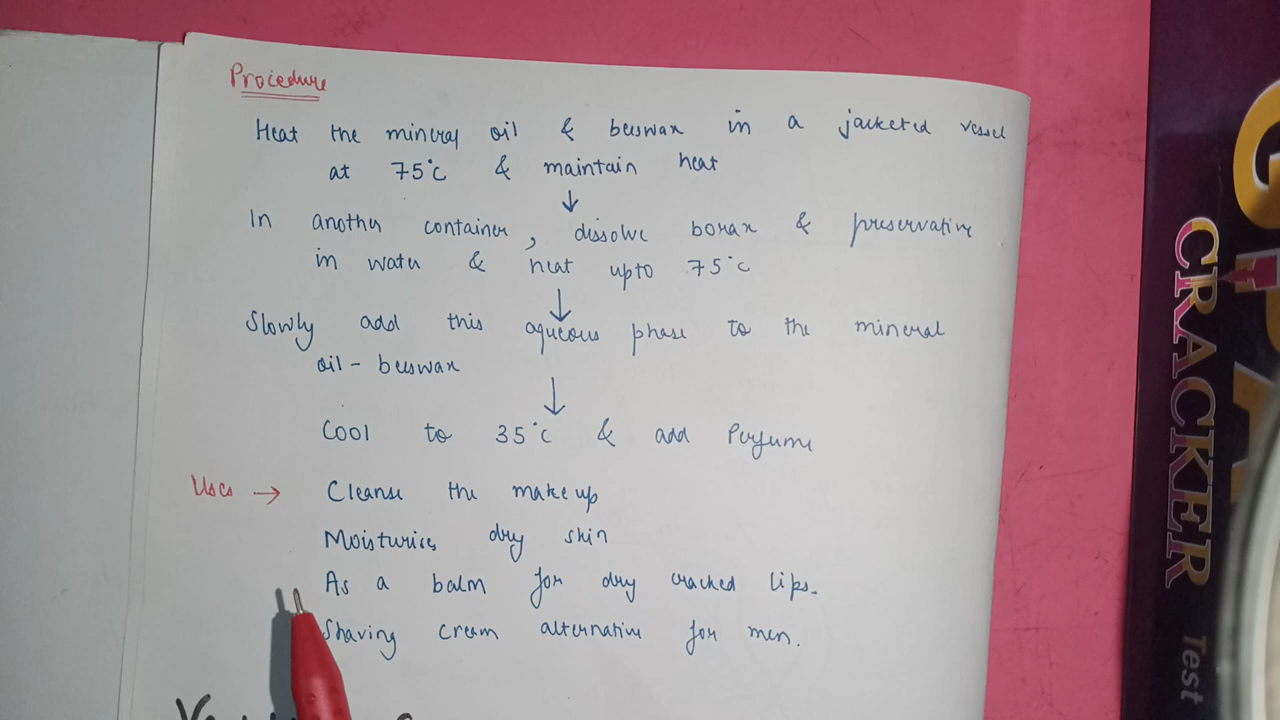 Procedure
Heat the mineral oil & beeswax in a jacketed vessel
at 75°C & maintain heat
↓
In another container, dissolve borax & preservative
in water & heat upto 75°C
↓
Slowly add this aqueous phase to the mineral
oil - beeswax
↓
Cool to 35°C & add Perfume
Uses → Cleanse the makeup
Moisturises dry skin
As a balm for dry cracked lips.
Shaving cream alternative for men.
GPA
CRACKER
Test